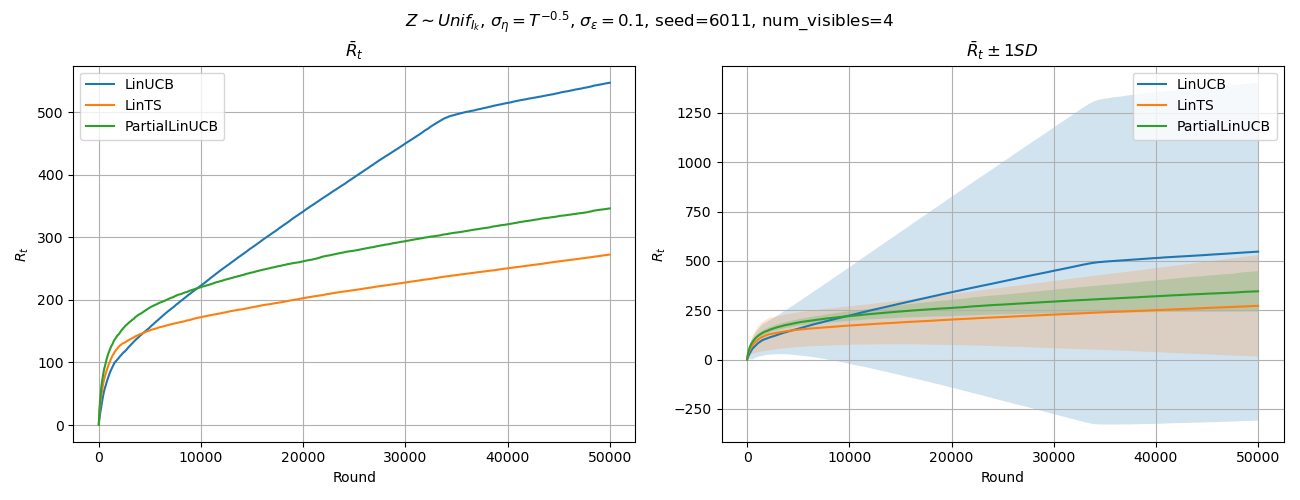 Z ∼ Unif_{I_k}, σ_η = T^{−0.5}, σ_ε = 0.1, seed=6011, num_visibles=4
R̄_t
LinUCB
LinTS
PartialLinUCB
500
400
300
200
100
0
R_t
0 10000 20000 30000 40000 50000
Round
R̄_t ± 1SD
LinUCB
LinTS
PartialLinUCB
1250
1000
750
500
250
0
−250
R_t
0 10000 20000 30000 40000 50000
Round